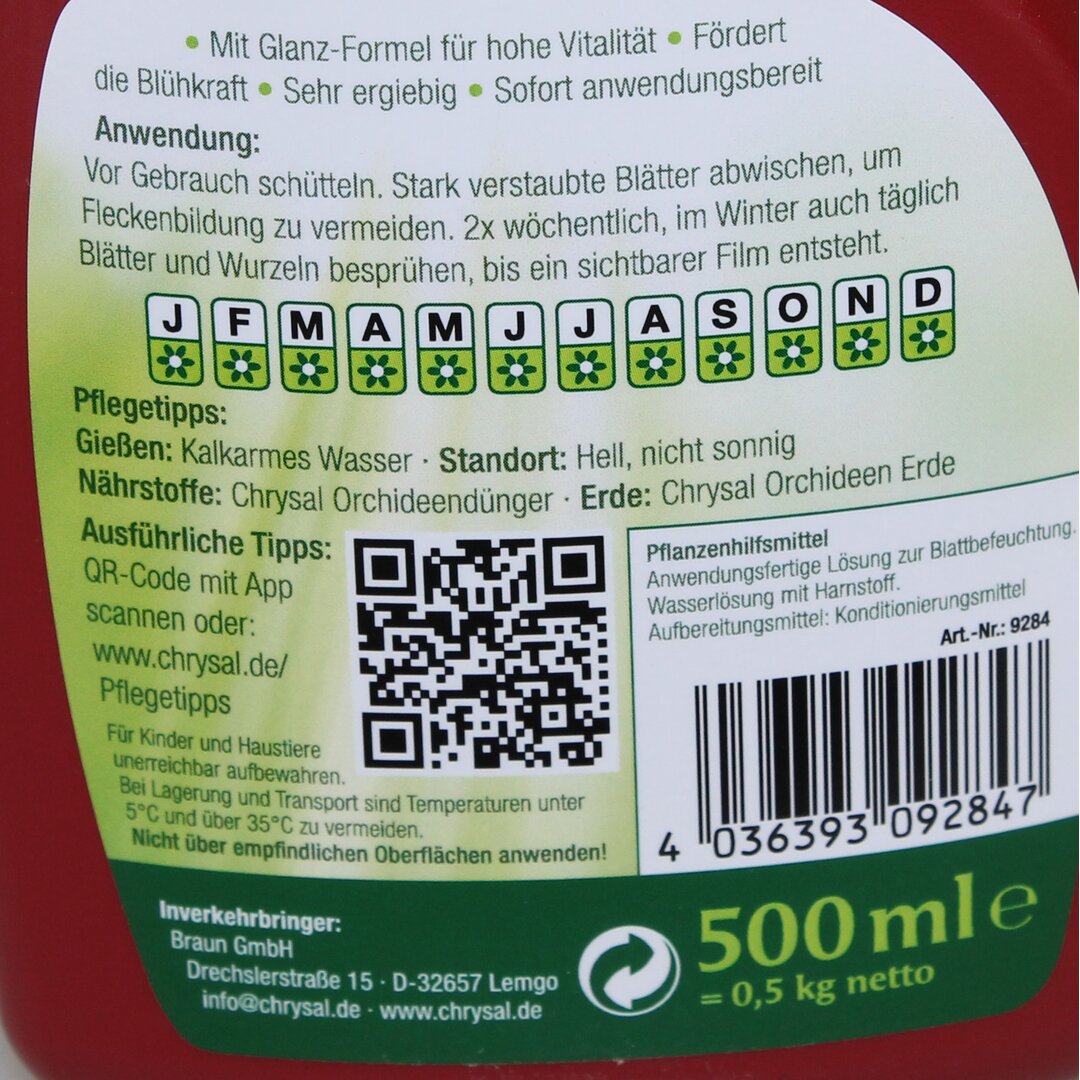 • Mit Glanz-Formel für hohe Vitalität • Fördert
die Blühkraft • Sehr ergiebig • Sofort anwendungsbereit
Anwendung:
Vor Gebrauch schütteln. Stark verstaubte Blätter abwischen, um
Fleckenbildung zu vermeiden. 2x wöchentlich, im Winter auch täglich
Blätter und Wurzeln besprühen, bis ein sichtbarer Film entsteht.
J F M A M J J A S O N D
Pflegetipps:
Gießen: Kalkarmes Wasser · Standort: Hell, nicht sonnig
Nährstoffe: Chrysal Orchideendünger · Erde: Chrysal Orchideen Erde
Ausführliche Tipps:
QR-Code mit App
scannen oder:
www.chrysal.de/
Pflegetipps
Für Kinder und Haustiere
unerreichbar aufbewahren.
Bei Lagerung und Transport sind Temperaturen unter
5°C und über 35°C zu vermeiden.
Nicht über empfindlichen Oberflächen anwenden!
Pflanzenhilfsmittel
Anwendungsfertige Lösung zur Blattbefeuchtung.
Wasserlösung mit Harnstoff.
Aufbereitungsmittel: Konditionierungsmittel
Art.-Nr.: 9284
4 036393 092847
Inverkehrbringer:
Braun GmbH
Drechslerstraße 15 · D-32657 Lemgo
info@chrysal.de · www.chrysal.de
500 ml ℮
= 0,5 kg netto